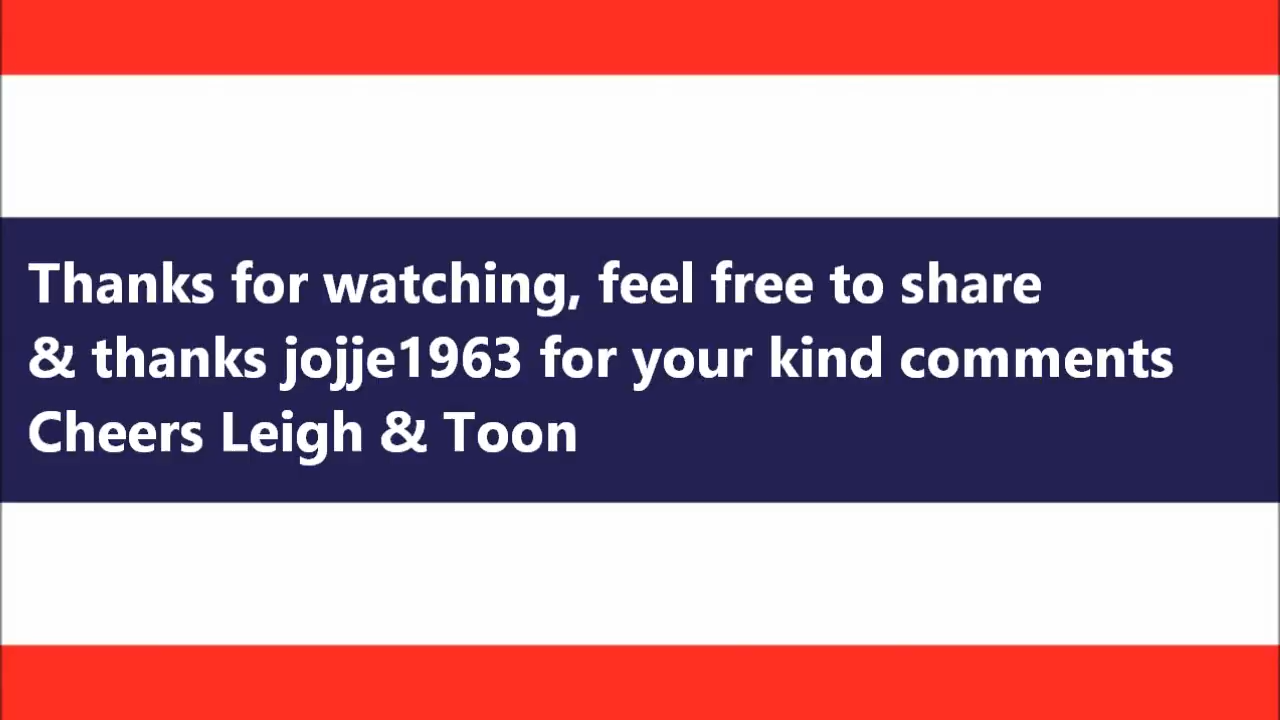 Thanks for watching, feel free to share
& thanks jojje1963 for your kind comments
Cheers Leigh & Toon